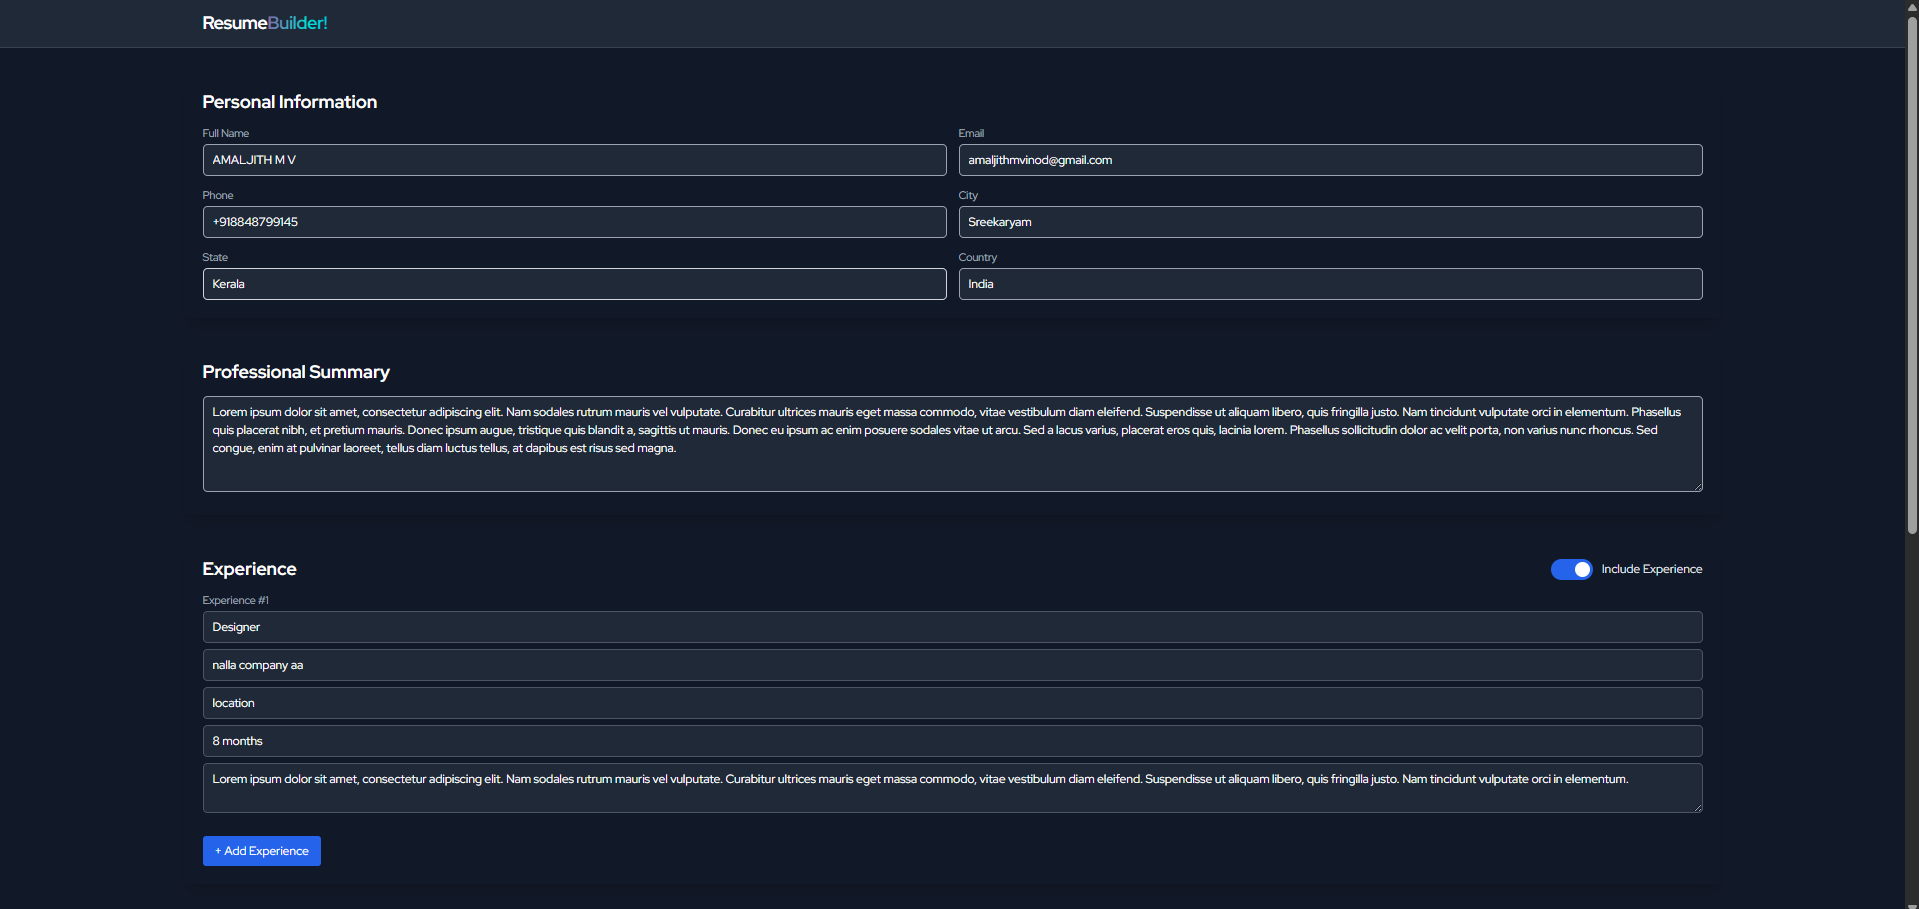 ResumeBuilder!
Personal Information
Full Name
AMALJITH M V
Email
amaljithmvinod@gmail.com
Phone
+918848799145
City
Sreekaryam
State
Kerala
Country
India
Professional Summary
Lorem ipsum dolor sit amet, consectetur adipiscing elit. Nam sodales rutrum mauris vel vulputate. Curabitur ultrices mauris eget massa commodo, vitae vestibulum diam eleifend. Suspendisse ut aliquam libero, quis fringilla justo. Nam tincidunt vulputate orci in elementum. Phasellus
quis placerat nibh, et pretium mauris. Donec ipsum augue, tristique quis blandit a, sagittis ut mauris. Donec eu ipsum ac enim posuere sodales vitae ut arcu. Sed a lacus varius, placerat eros quis, lacinia lorem. Phasellus sollicitudin dolor ac velit porta, non varius nunc rhoncus. Sed
congue, enim at pulvinar laoreet, tellus diam luctus tellus, at dapibus est risus sed magna.
Experience
Include Experience
Experience #1
Designer
nalla company aa
location
8 months
Lorem ipsum dolor sit amet, consectetur adipiscing elit. Nam sodales rutrum mauris vel vulputate. Curabitur ultrices mauris eget massa commodo, vitae vestibulum diam eleifend. Suspendisse ut aliquam libero, quis fringilla justo. Nam tincidunt vulputate orci in elementum.
+ Add Experience